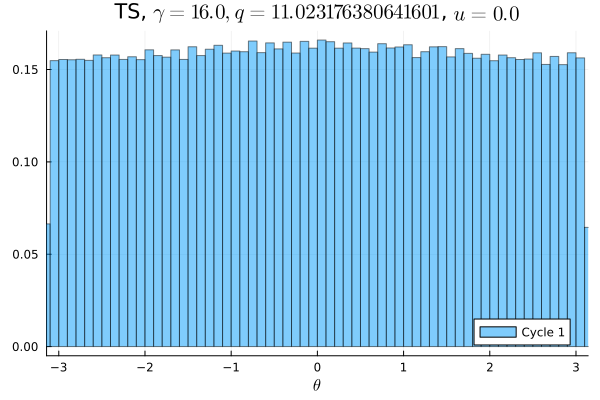 TS, γ = 16.0, q = 11.023176380641601, u = 0.0
0.15
0.10
0.05
0.00
Cycle 1
−3 −2 −1 0 1 2 3
θ